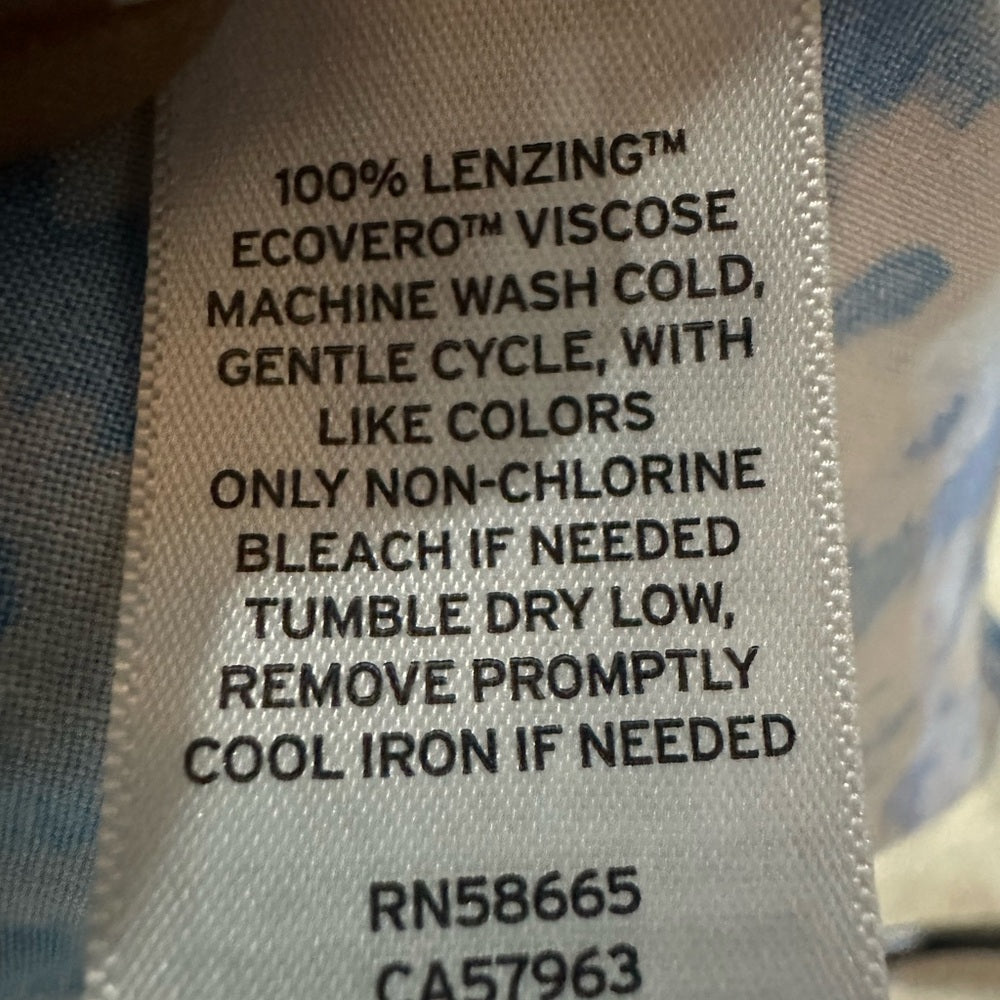 100% LENZING™
ECOVERO™ VISCOSE
MACHINE WASH COLD,
GENTLE CYCLE, WITH
LIKE COLORS
ONLY NON-CHLORINE
BLEACH IF NEEDED
TUMBLE DRY LOW,
REMOVE PROMPTLY
COOL IRON IF NEEDED
RN58665
CA57963